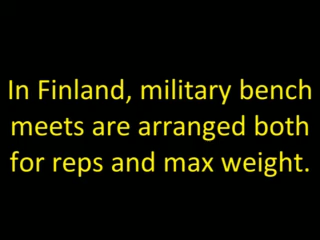 In Finland, military bench
meets are arranged both
for reps and max weight.